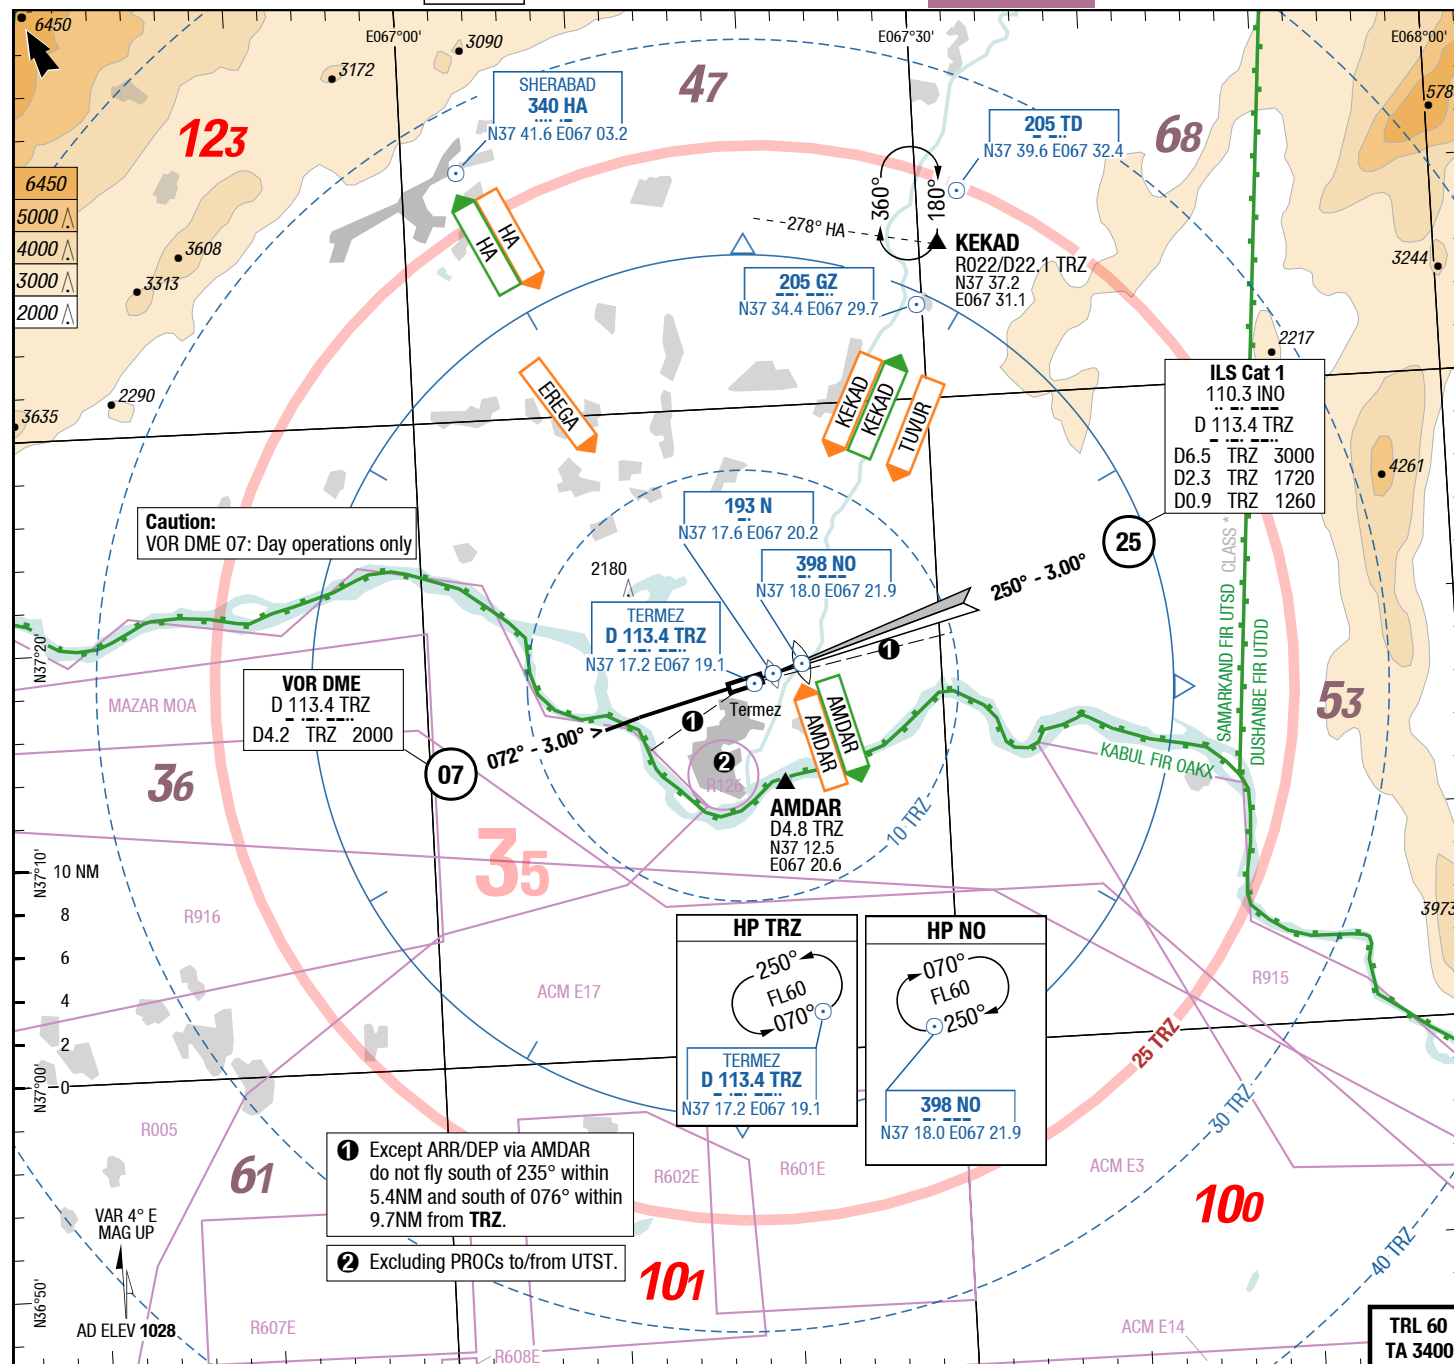 6450
E067°00'
3090
E067°30'
E068°00'
3172
SHERABAD
340 HA
N37 41.6 E067 03.2
47
578
123
205 TD
N37 39.6 E067 32.4
68
6450
5000
4000
3000
2000
360°
180°
HA
HA
278° HA
KEKAD
R022/D22.1 TRZ
N37 37.2
E067 31.1
3608
3313
3244
205 GZ
N37 34.4 E067 29.7
2217
2290
3635
EREGA
KEKAD
KEKAD
TUVUR
ILS Cat 1
110.3 INO
D 113.4 TRZ
D6.5 TRZ 3000
D2.3 TRZ 1720
D0.9 TRZ 1260
4261
Caution:
VOR DME 07: Day operations only
193 N
N37 17.6 E067 20.2
25
398 NO
N37 18.0 E067 21.9
2180
250° - 3.00°
SAMARKAND FIR UTSD CLASS *
DUSHANBE FIR UTDD
TERMEZ
D 113.4 TRZ
N37 17.2 E067 19.1
N37°20'
1
VOR DME
D 113.4 TRZ
D4.2 TRZ 2000
MAZAR MOA
Termez
1
AMDAR
AMDAR
53
072° - 3.00° >
07
KABUL FIR OAKX
2
R126
36
AMDAR
D4.8 TRZ
N37 12.5
E067 20.6
10 TRZ
35
N37°10'
10 NM
8
6
4
2
0
N37°00'
R916
3973
HP TRZ
250°
FL60
070°
TERMEZ
D 113.4 TRZ
N37 17.2 E067 19.1
HP NO
070°
FL60
250°
398 NO
N37 18.0 E067 21.9
R915
ACM E17
25 TRZ
30 TRZ
R005
1 Except ARR/DEP via AMDAR
do not fly south of 235° within
5.4NM and south of 076° within
9.7NM from TRZ.
R602E
R601E
ACM E3
61
100
VAR 4° E
MAG UP
2 Excluding PROCs to/from UTST.
101
40 TRZ
N36°50'
AD ELEV 1028
R607E
R608E
ACM E14
TRL 60
TA 3400